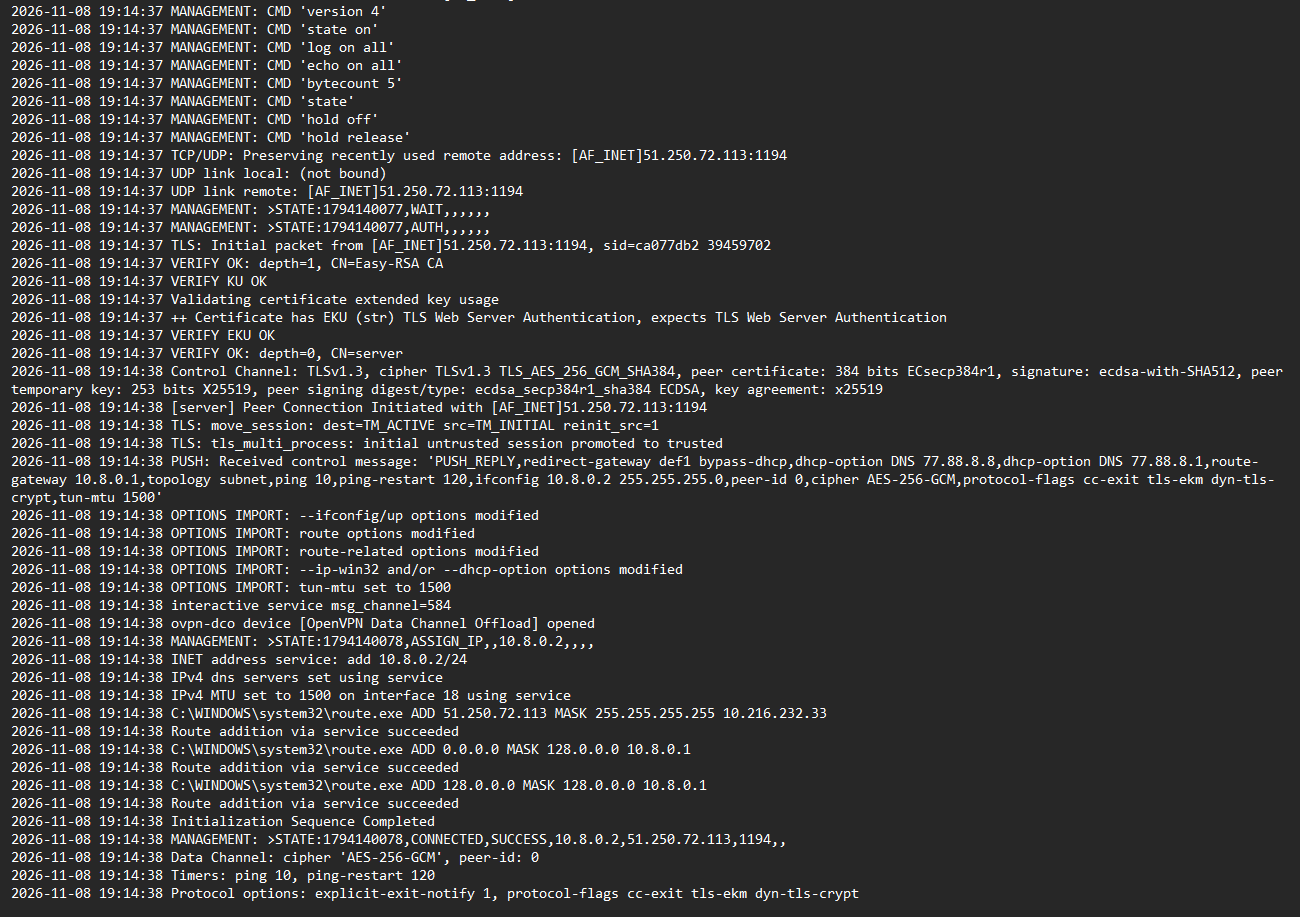 2026-11-08 19:14:37 MANAGEMENT: CMD 'version 4'
2026-11-08 19:14:37 MANAGEMENT: CMD 'state on'
2026-11-08 19:14:37 MANAGEMENT: CMD 'log on all'
2026-11-08 19:14:37 MANAGEMENT: CMD 'echo on all'
2026-11-08 19:14:37 MANAGEMENT: CMD 'bytecount 5'
2026-11-08 19:14:37 MANAGEMENT: CMD 'state'
2026-11-08 19:14:37 MANAGEMENT: CMD 'hold off'
2026-11-08 19:14:37 MANAGEMENT: CMD 'hold release'
2026-11-08 19:14:37 TCP/UDP: Preserving recently used remote address: [AF_INET]51.250.72.113:1194
2026-11-08 19:14:37 UDP link local: (not bound)
2026-11-08 19:14:37 UDP link remote: [AF_INET]51.250.72.113:1194
2026-11-08 19:14:37 MANAGEMENT: >STATE:1794140077,WAIT,,,,,,
2026-11-08 19:14:37 MANAGEMENT: >STATE:1794140077,AUTH,,,,,,
2026-11-08 19:14:37 TLS: Initial packet from [AF_INET]51.250.72.113:1194, sid=ca077db2 39459702
2026-11-08 19:14:37 VERIFY OK: depth=1, CN=Easy-RSA CA
2026-11-08 19:14:37 VERIFY KU OK
2026-11-08 19:14:37 Validating certificate extended key usage
2026-11-08 19:14:37 ++ Certificate has EKU (str) TLS Web Server Authentication, expects TLS Web Server Authentication
2026-11-08 19:14:37 VERIFY EKU OK
2026-11-08 19:14:37 VERIFY OK: depth=0, CN=server
2026-11-08 19:14:38 Control Channel: TLSv1.3, cipher TLSv1.3 TLS_AES_256_GCM_SHA384, peer certificate: 384 bits ECsecp384r1, signature: ecdsa-with-SHA512, peer
temporary key: 253 bits X25519, peer signing digest/type: ecdsa_secp384r1_sha384 ECDSA, key agreement: x25519
2026-11-08 19:14:38 [server] Peer Connection Initiated with [AF_INET]51.250.72.113:1194
2026-11-08 19:14:38 TLS: move_session: dest=TM_ACTIVE src=TM_INITIAL reinit_src=1
2026-11-08 19:14:38 TLS: tls_multi_process: initial untrusted session promoted to trusted
2026-11-08 19:14:38 PUSH: Received control message: 'PUSH_REPLY,redirect-gateway def1 bypass-dhcp,dhcp-option DNS 77.88.8.8,dhcp-option DNS 77.88.8.1,route-
gateway 10.8.0.1,topology subnet,ping 10,ping-restart 120,ifconfig 10.8.0.2 255.255.255.0,peer-id 0,cipher AES-256-GCM,protocol-flags cc-exit tls-ekm dyn-tls-
crypt,tun-mtu 1500'
2026-11-08 19:14:38 OPTIONS IMPORT: --ifconfig/up options modified
2026-11-08 19:14:38 OPTIONS IMPORT: route options modified
2026-11-08 19:14:38 OPTIONS IMPORT: route-related options modified
2026-11-08 19:14:38 OPTIONS IMPORT: --ip-win32 and/or --dhcp-option options modified
2026-11-08 19:14:38 OPTIONS IMPORT: tun-mtu set to 1500
2026-11-08 19:14:38 interactive service msg_channel=584
2026-11-08 19:14:38 ovpn-dco device [OpenVPN Data Channel Offload] opened
2026-11-08 19:14:38 MANAGEMENT: >STATE:1794140078,ASSIGN_IP,,10.8.0.2,,,,
2026-11-08 19:14:38 INET address service: add 10.8.0.2/24
2026-11-08 19:14:38 IPv4 dns servers set using service
2026-11-08 19:14:38 IPv4 MTU set to 1500 on interface 18 using service
2026-11-08 19:14:38 C:\WINDOWS\system32\route.exe ADD 51.250.72.113 MASK 255.255.255.255 10.216.232.33
2026-11-08 19:14:38 Route addition via service succeeded
2026-11-08 19:14:38 C:\WINDOWS\system32\route.exe ADD 0.0.0.0 MASK 128.0.0.0 10.8.0.1
2026-11-08 19:14:38 Route addition via service succeeded
2026-11-08 19:14:38 C:\WINDOWS\system32\route.exe ADD 128.0.0.0 MASK 128.0.0.0 10.8.0.1
2026-11-08 19:14:38 Route addition via service succeeded
2026-11-08 19:14:38 Initialization Sequence Completed
2026-11-08 19:14:38 MANAGEMENT: >STATE:1794140078,CONNECTED,SUCCESS,10.8.0.2,51.250.72.113,1194,,
2026-11-08 19:14:38 Data Channel: cipher 'AES-256-GCM', peer-id: 0
2026-11-08 19:14:38 Timers: ping 10, ping-restart 120
2026-11-08 19:14:38 Protocol options: explicit-exit-notify 1, protocol-flags cc-exit tls-ekm dyn-tls-crypt